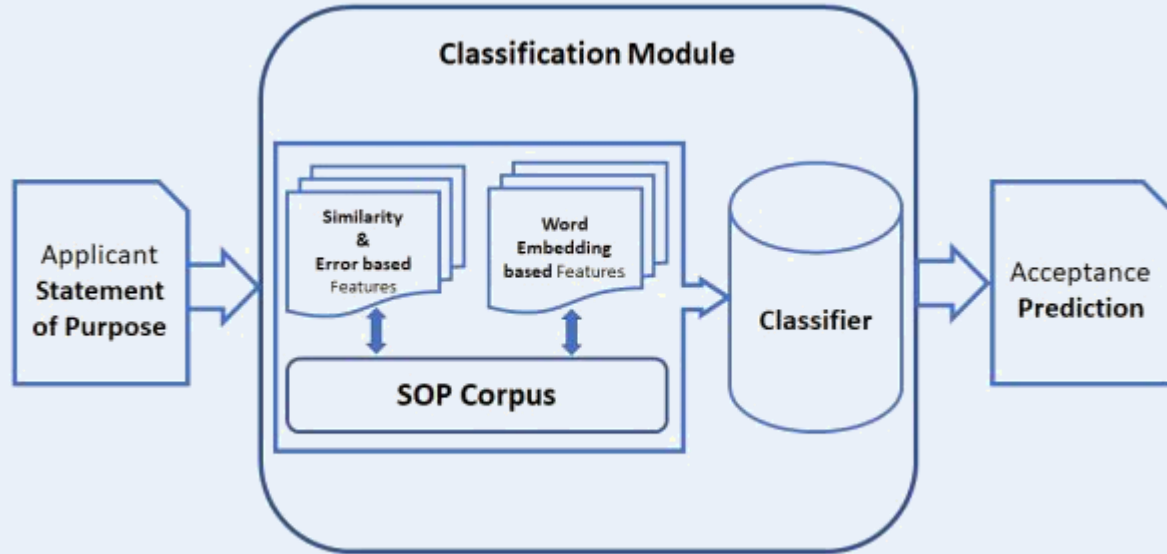 Classification Module
Applicant
Statement
of Purpose
Similarity
&
Error based
Features
Word
Embedding
based Features
SOP Corpus
Classifier
Acceptance
Prediction